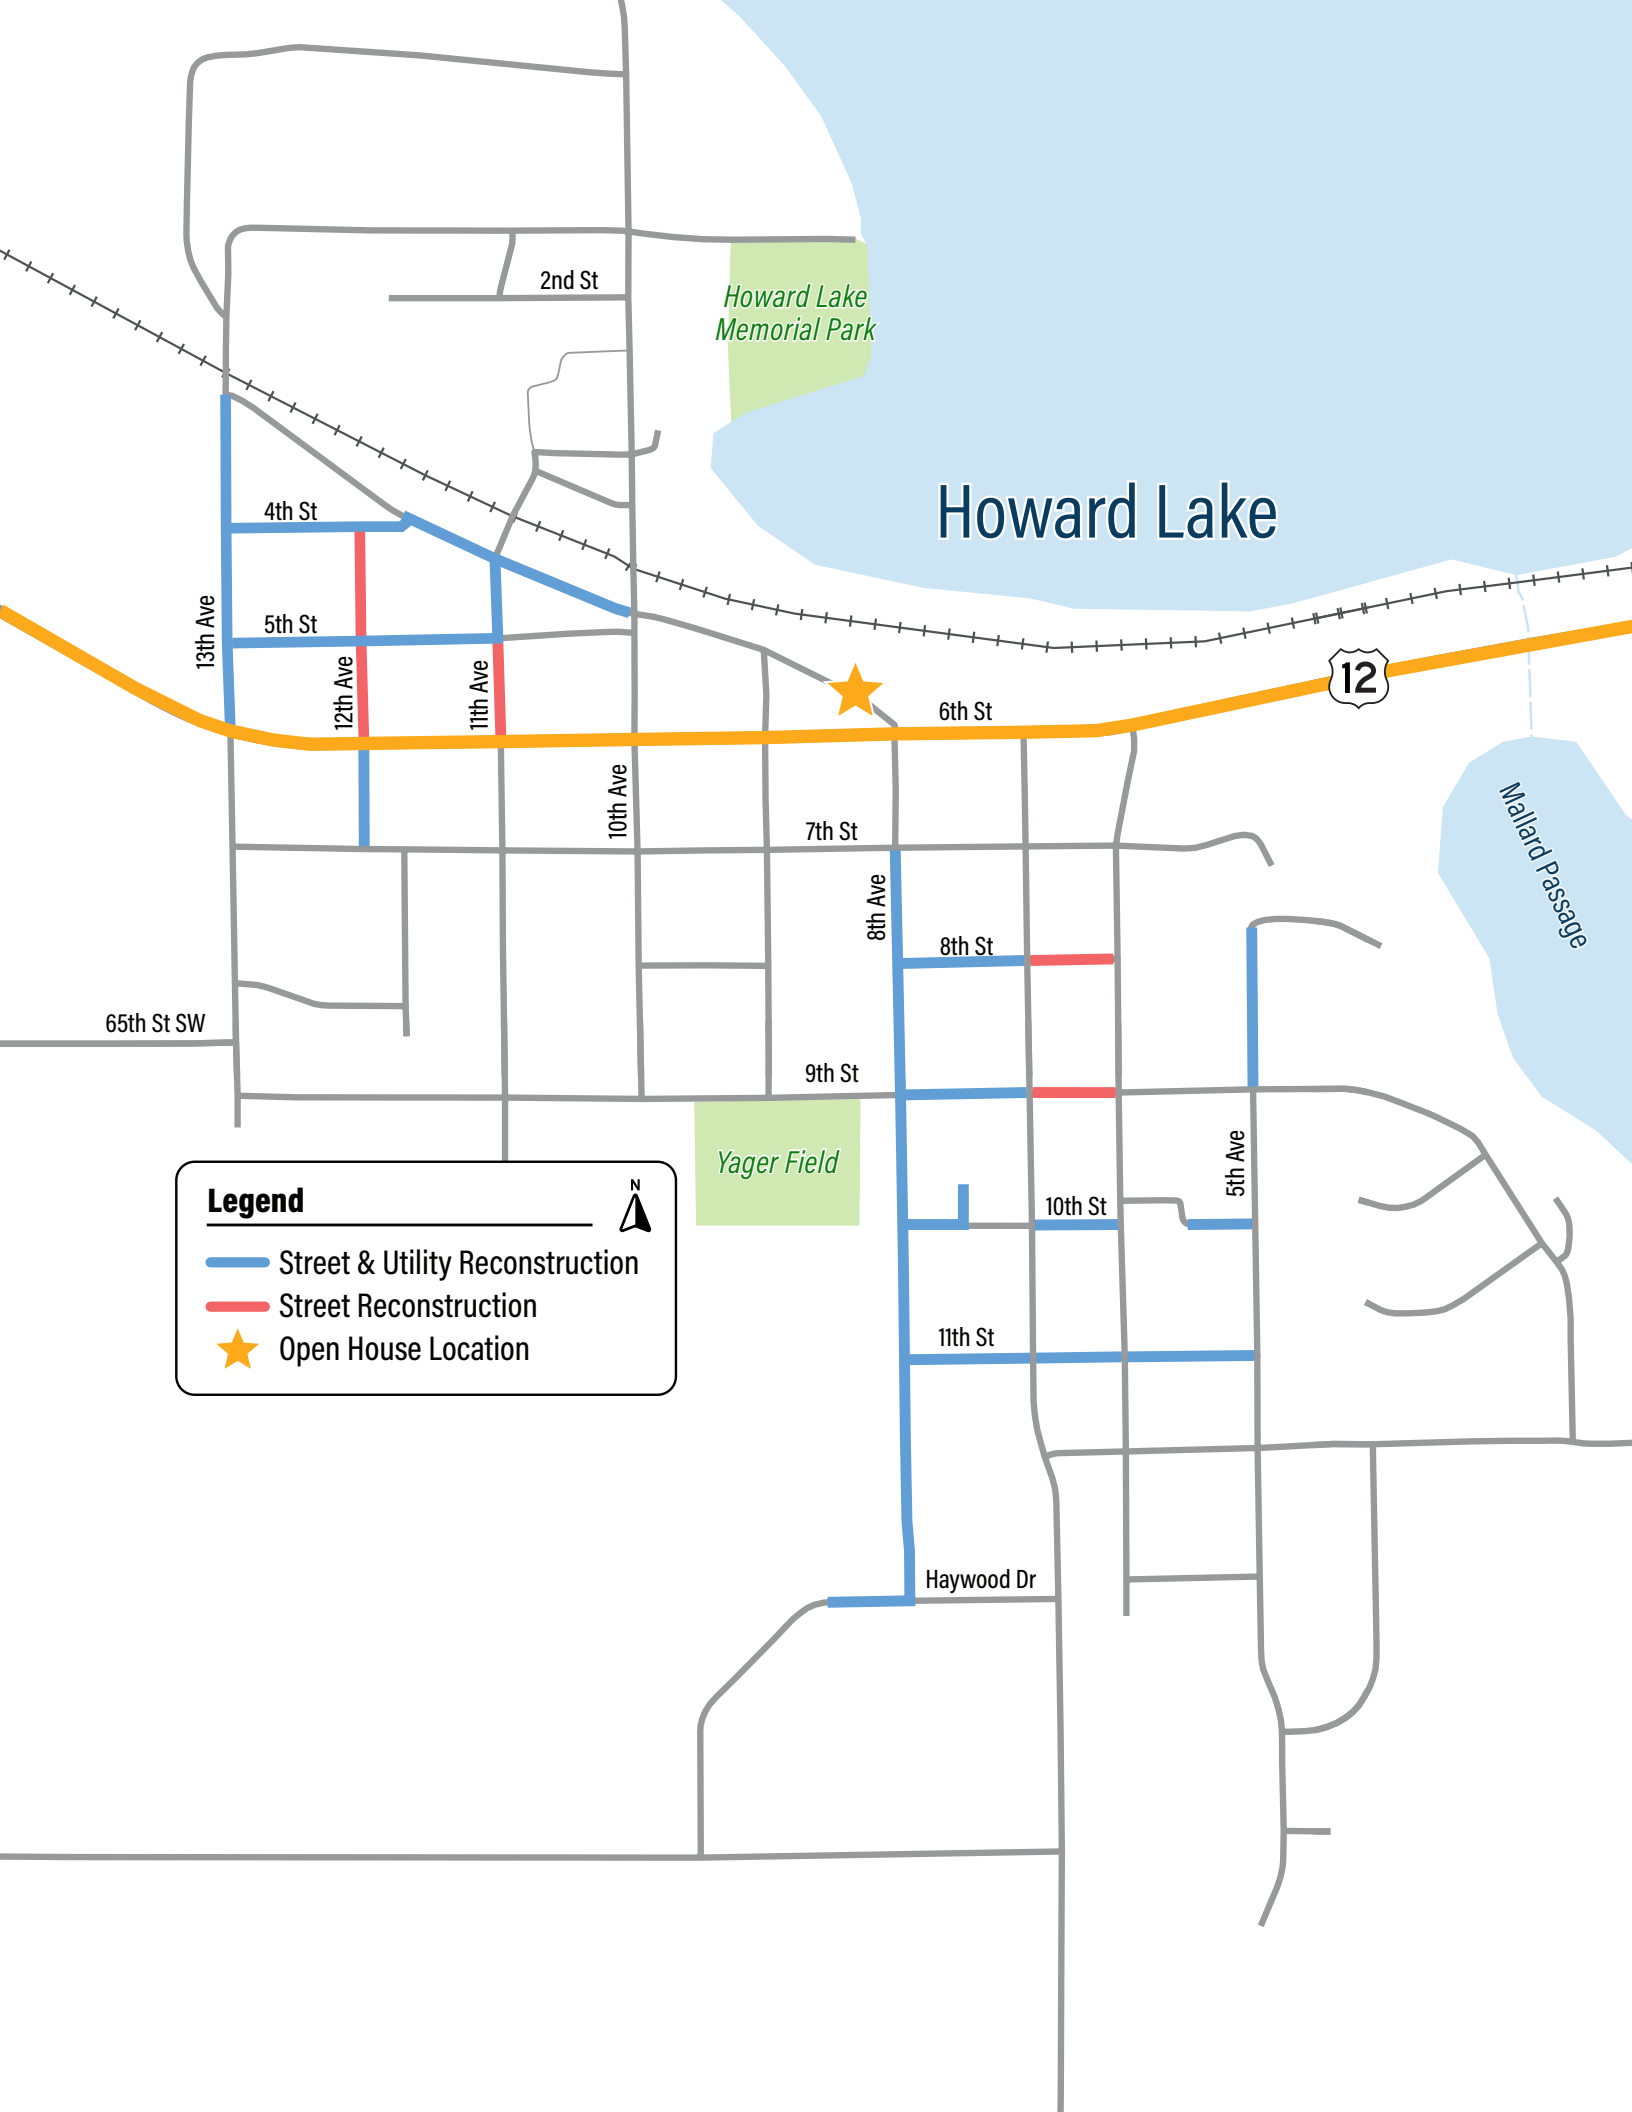 2nd St
Howard Lake
Memorial Park
Howard Lake
4th St
13th Ave
5th St
12th Ave
11th Ave
12
6th St
10th Ave
7th St
Mallard Passage
8th Ave
8th St
65th St SW
9th St
5th Ave
Yager Field
10th St
Legend
N
Street & Utility Reconstruction
Street Reconstruction
Open House Location
11th St
Haywood Dr